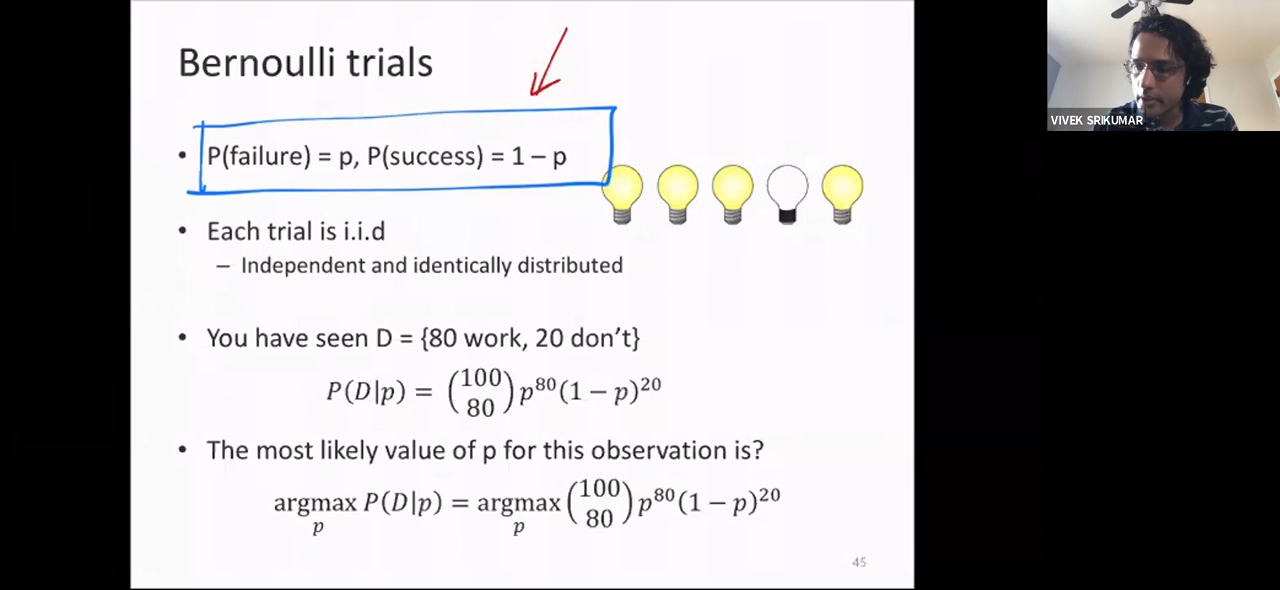 Bernoulli trials
VIVEK SRIKUMAR
• P(failure) = p, P(success) = 1 – p
• Each trial is i.i.d
– Independent and identically distributed
• You have seen D = {80 work, 20 don't}
P(D|p) = (100 80) p^80 (1 − p)^20
• The most likely value of p for this observation is?
argmax_p P(D|p) = argmax_p (100 80) p^80 (1 − p)^20
45